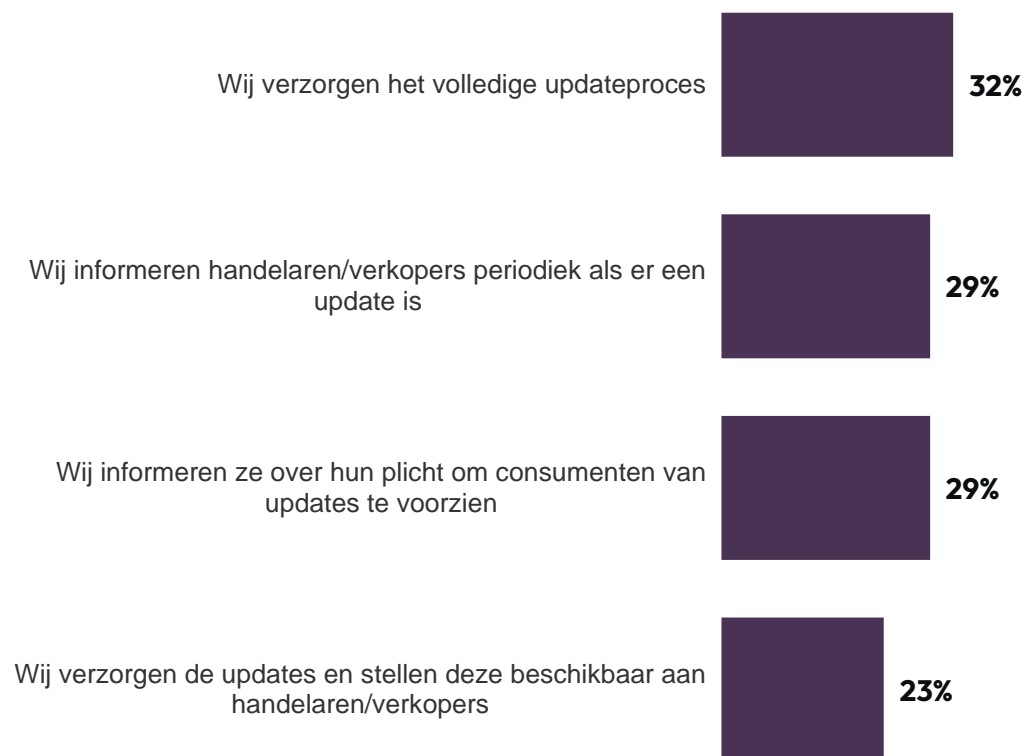 Wij verzorgen het volledige updateproces
32%
Wij informeren handelaren/verkopers periodiek als er een
update is
29%
Wij informeren ze over hun plicht om consumenten van
updates te voorzien
29%
Wij verzorgen de updates en stellen deze beschikbaar aan
handelaren/verkopers
23%